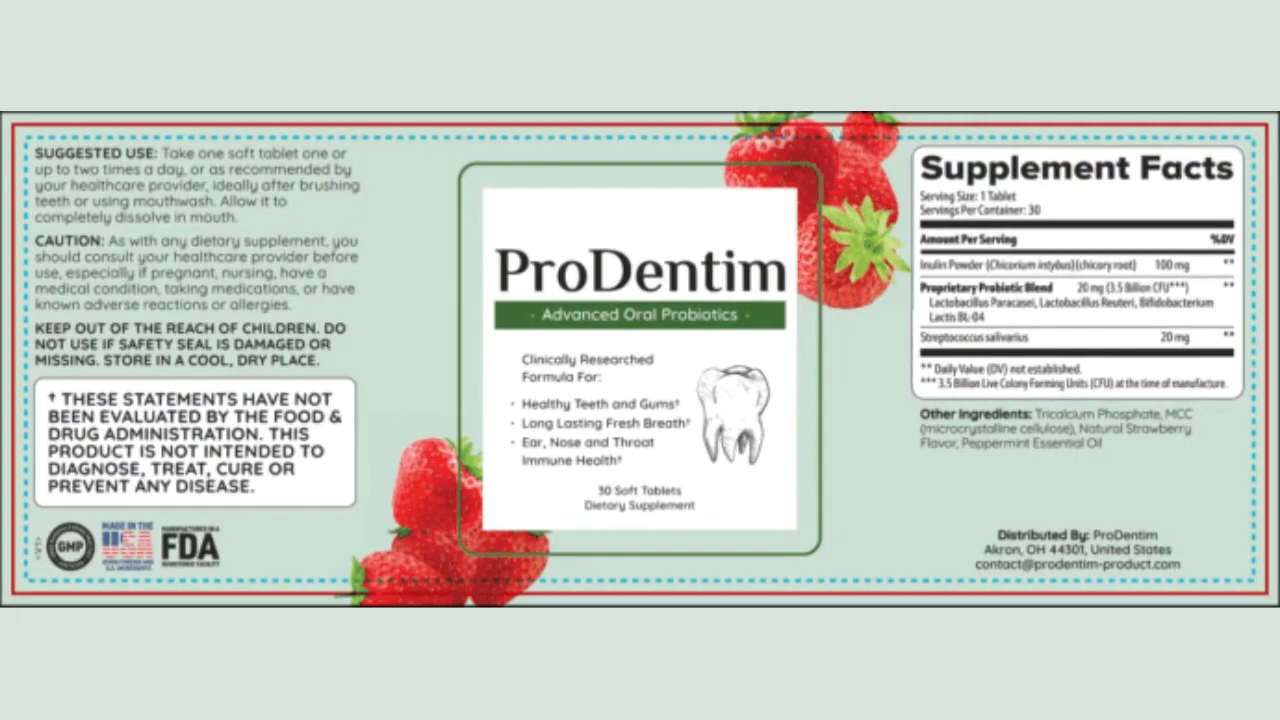 SUGGESTED USE: Take one soft tablet one or
up to two times a day, or as recommended by
your healthcare provider, ideally after brushing
teeth or using mouthwash. Allow it to
completely dissolve in mouth.
CAUTION: As with any dietary supplement, you
should consult your healthcare provider before
use, especially if pregnant, nursing, have a
medical condition, taking medications, or have
known adverse reactions or allergies.
KEEP OUT OF THE REACH OF CHILDREN. DO
NOT USE IF SAFETY SEAL IS DAMAGED OR
MISSING. STORE IN A COOL, DRY PLACE.
† THESE STATEMENTS HAVE NOT
BEEN EVALUATED BY THE FOOD &
DRUG ADMINISTRATION. THIS
PRODUCT IS NOT INTENDED TO
DIAGNOSE, TREAT, CURE OR
PREVENT ANY DISEASE.
GMP
MADE IN THE
USA
MANUFACTURED IN A
FDA
REGISTERED FACILITY
ProDentim
· Advanced Oral Probiotics ·
Clinically Researched
Formula For:
· Healthy Teeth and Gums†
· Long Lasting Fresh Breath†
· Ear, Nose and Throat
Immune Health†
30 Soft Tablets
Dietary Supplement
Supplement Facts
Serving Size: 1 Tablet
Servings Per Container: 30
Amount Per Serving %DV
Inulin Powder (Chicorium intybus)(chicory root) 100 mg **
Proprietary Probiotic Blend 20 mg (3.5 Billion CFU***) **
Lactobacillus Paracasei, Lactobacillus Reuteri, Bifidobacterium
Lactis BL-04
Streptococcus salivarius 20 mg **
** Daily Value (DV) not established.
*** 3.5 Billion Live Colony Forming Units (CFU) at the time of manufacture.
Other Ingredients: Tricalcium Phosphate, MCC
(microcrystalline cellulose), Natural Strawberry
Flavor, Peppermint Essential Oil
Distributed By: ProDentim
Akron, OH 44301, United States
contact@prodentim-product.com